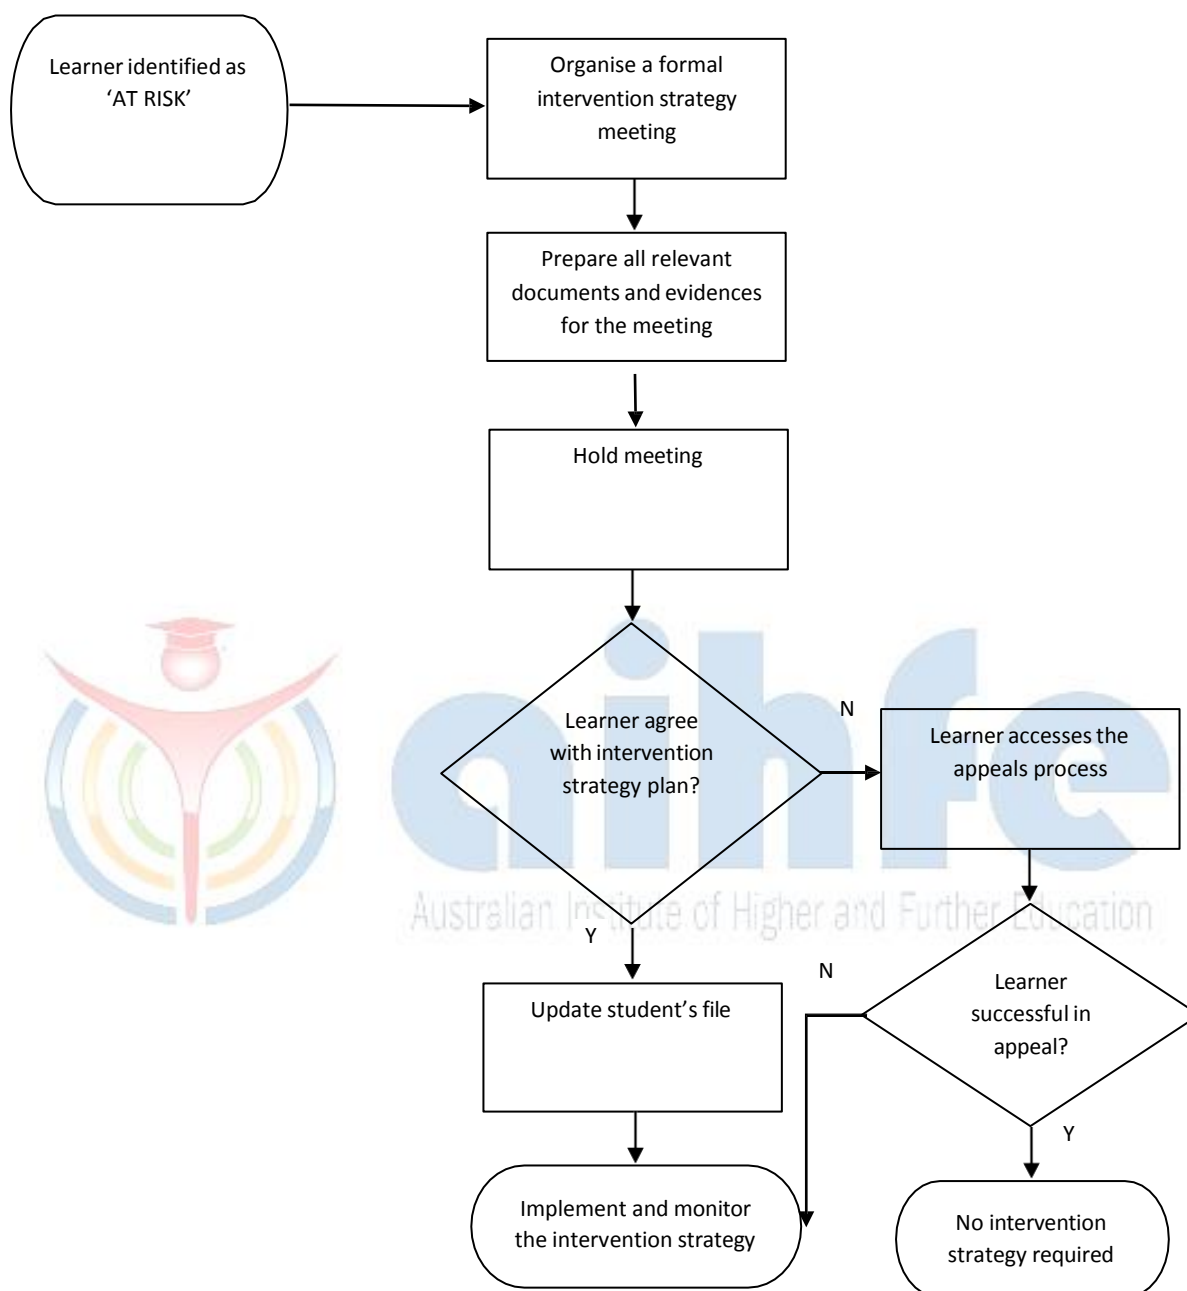 Learner identified as
‘AT RISK’
Organise a formal
intervention strategy
meeting
Prepare all relevant
documents and evidences
for the meeting
Hold meeting
Learner agree
with intervention
strategy plan?
N
Learner accesses the
appeals process
aihfe
Australian Institute of Higher and Further Education
Y
Update student’s file
N
Learner
successful in
appeal?
Y
Implement and monitor
the intervention strategy
No intervention
strategy required